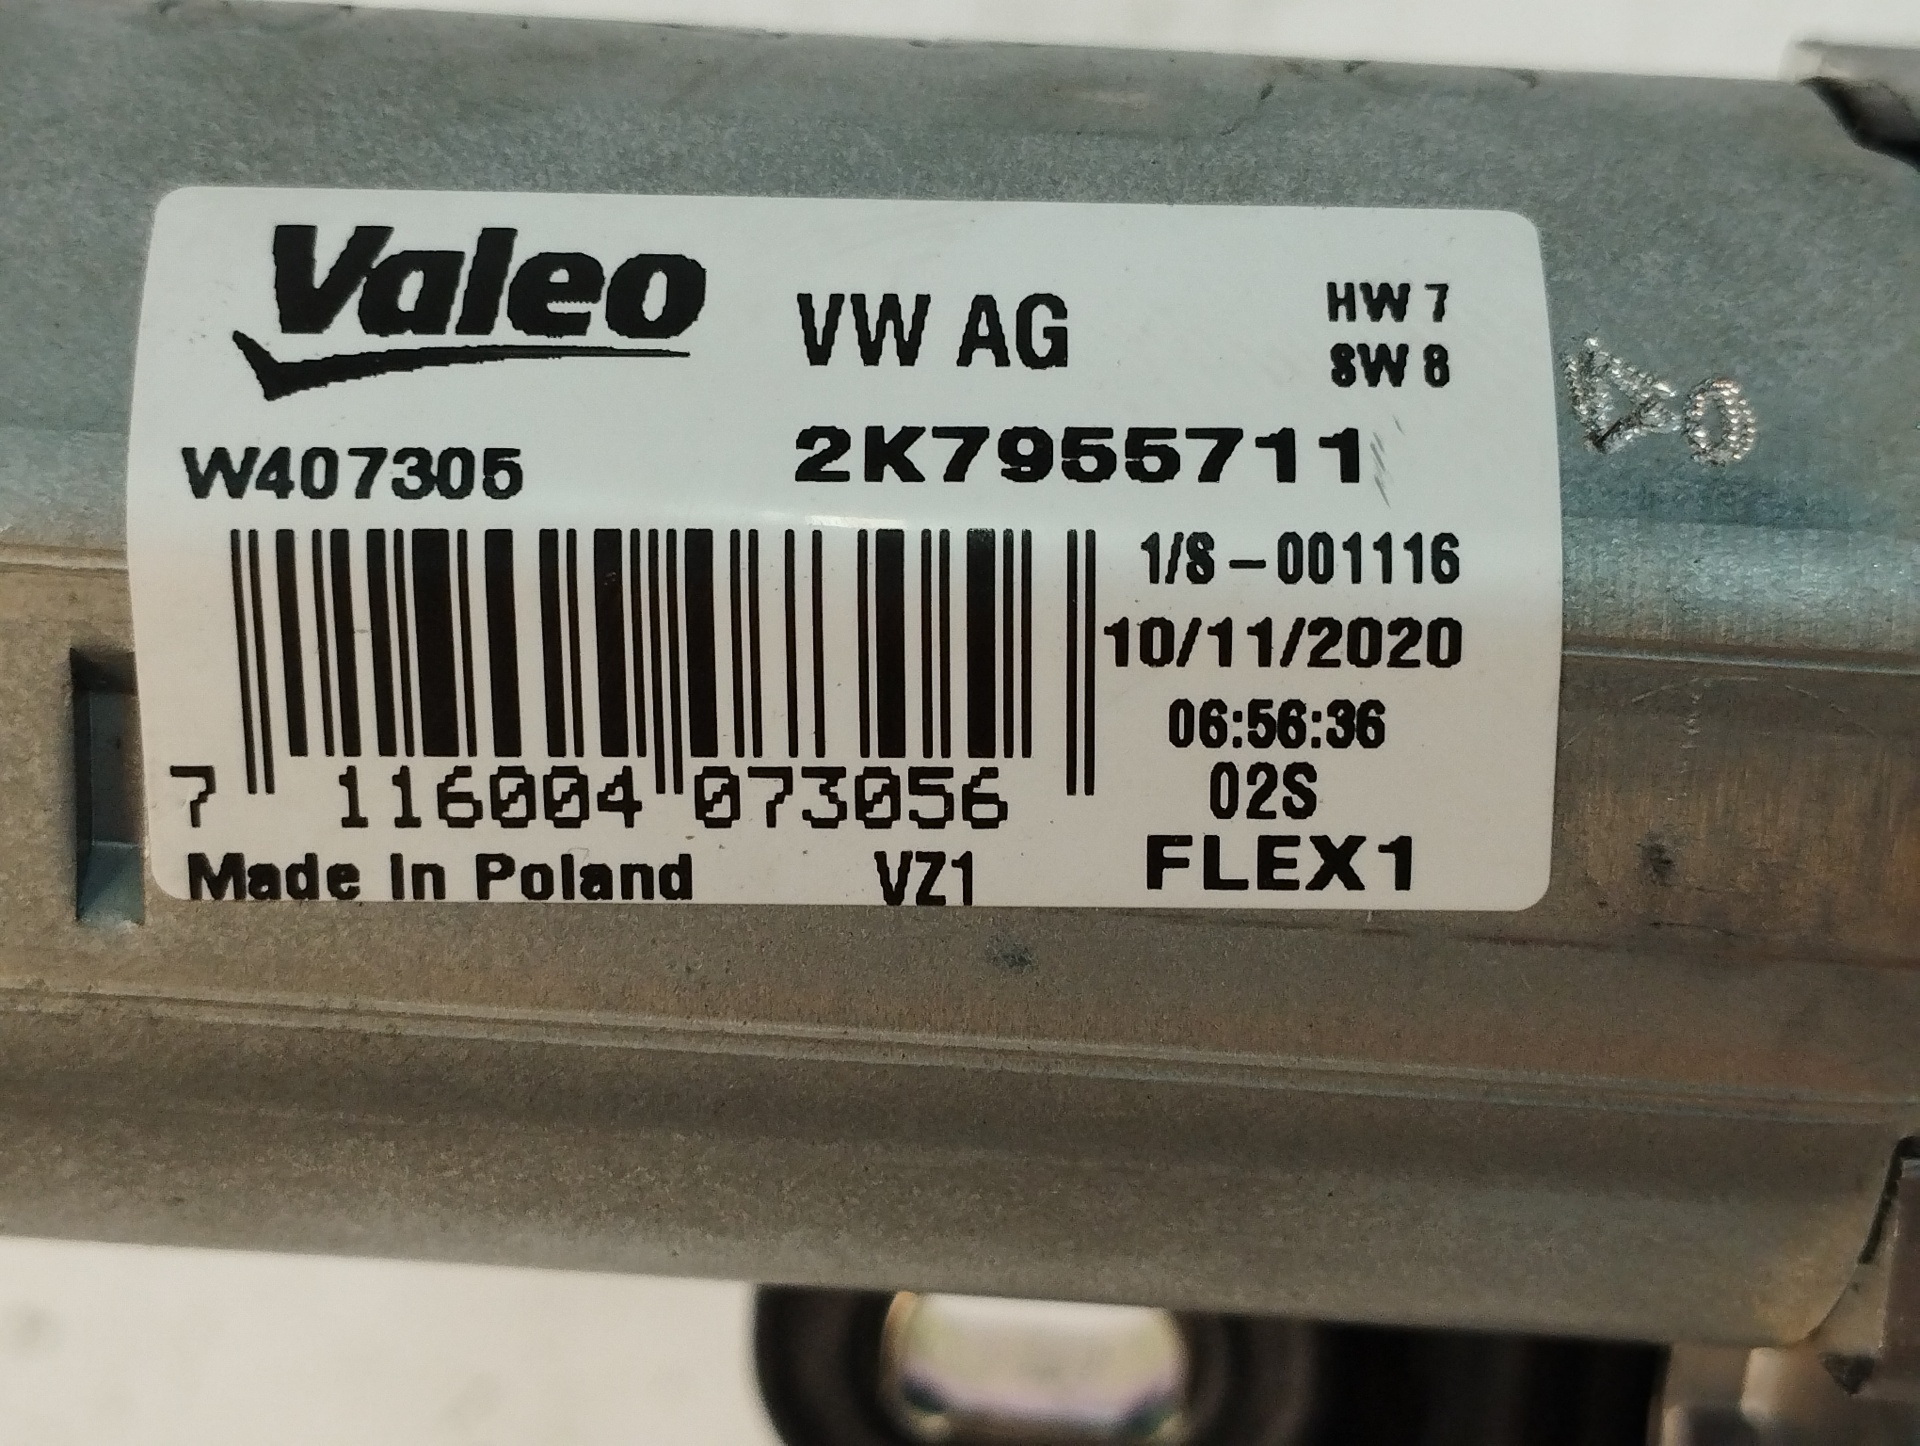 Valeo
VW AG
HW 7
SW 8
W407305
2K7955711
1/S-001116
10/11/2020
06:56:36
02S
7 116004 073056
Made In Poland
VZ1
FLEX1